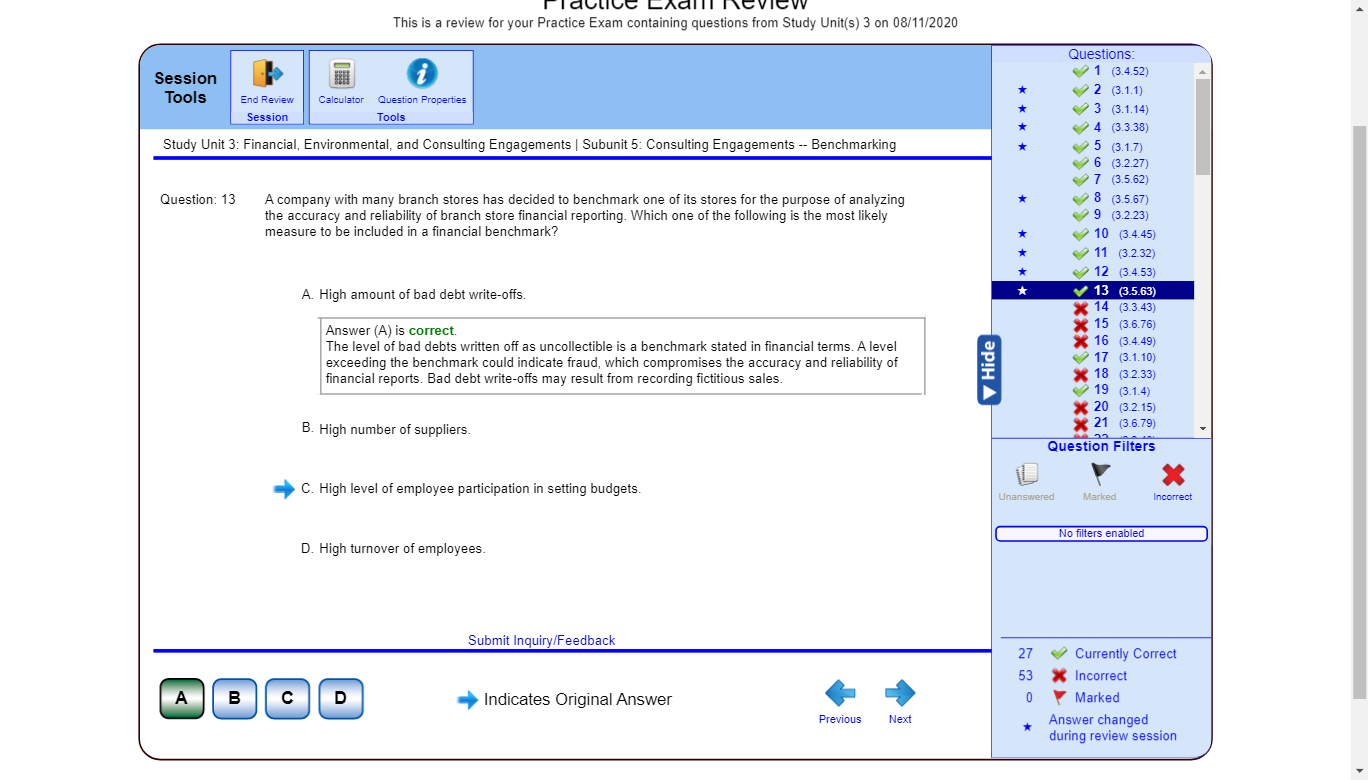 Practice Exam Review
This is a review for your Practice Exam containing questions from Study Unit(s) 3 on 08/11/2020
Session
Tools
End Review
Session
Calculator
Question Properties
Tools
Study Unit 3: Financial, Environmental, and Consulting Engagements | Subunit 5: Consulting Engagements -- Benchmarking
Question: 13
A company with many branch stores has decided to benchmark one of its stores for the purpose of analyzing
the accuracy and reliability of branch store financial reporting. Which one of the following is the most likely
measure to be included in a financial benchmark?
A. High amount of bad debt write-offs.
Answer (A) is correct.
The level of bad debts written off as uncollectible is a benchmark stated in financial terms. A level
exceeding the benchmark could indicate fraud, which compromises the accuracy and reliability of
financial reports. Bad debt write-offs may result from recording fictitious sales.
B. High number of suppliers.
C. High level of employee participation in setting budgets.
D. High turnover of employees.
Submit Inquiry/Feedback
A
B
C
D
Indicates Original Answer
Previous
Next
Questions:
1 (3.4.52)
2 (3.1.1)
3 (3.1.14)
4 (3.3.38)
5 (3.1.7)
6 (3.2.27)
7 (3.5.62)
8 (3.5.67)
9 (3.2.23)
10 (3.4.45)
11 (3.2.32)
12 (3.4.53)
13 (3.5.63)
14 (3.3.43)
15 (3.6.76)
16 (3.4.49)
17 (3.1.10)
18 (3.2.33)
19 (3.1.4)
20 (3.2.15)
21 (3.6.79)
Hide
Question Filters
Unanswered
Marked
Incorrect
No filters enabled
27 Currently Correct
53 Incorrect
0 Marked
Answer changed
during review session